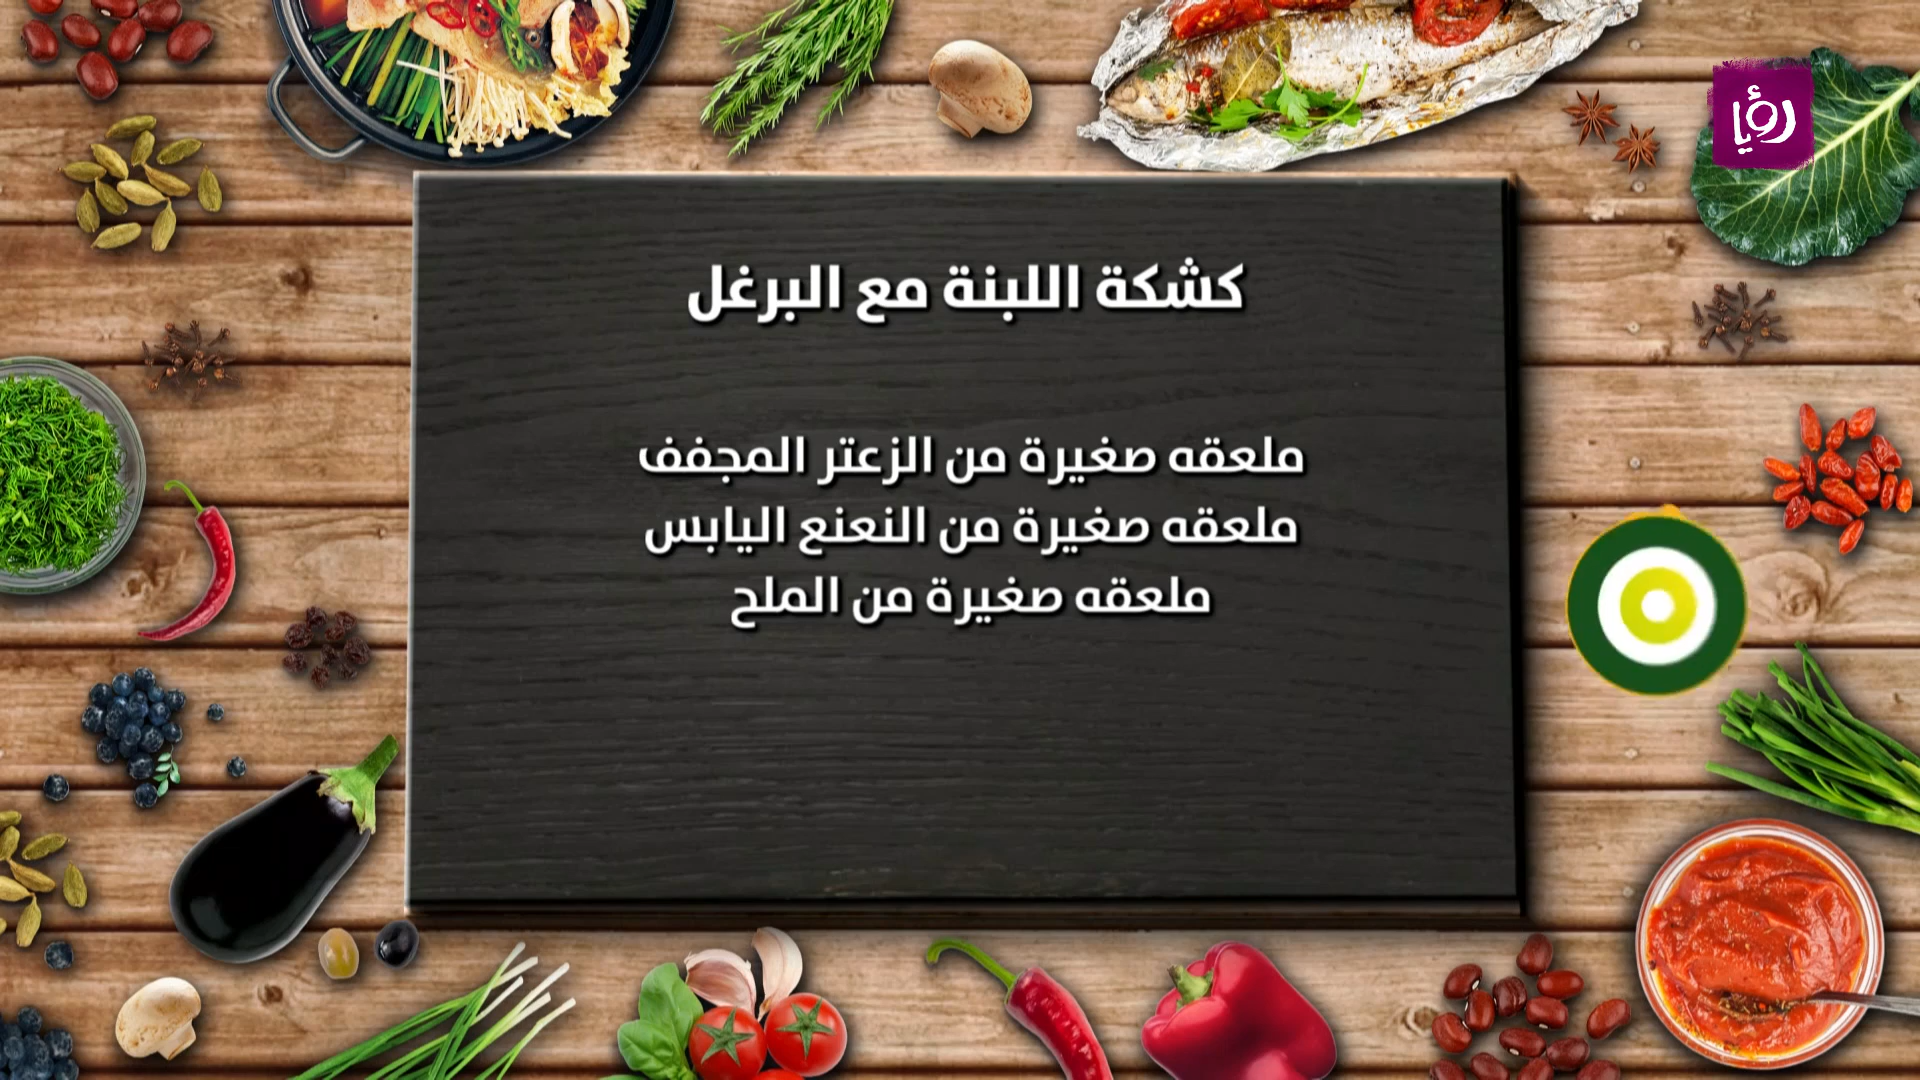 رؤيا
كشكة اللبنة مع البرغل
ملعقه صغيرة من الزعتر المجفف
ملعقه صغيرة من النعنع اليابس
ملعقه صغيرة من الملح